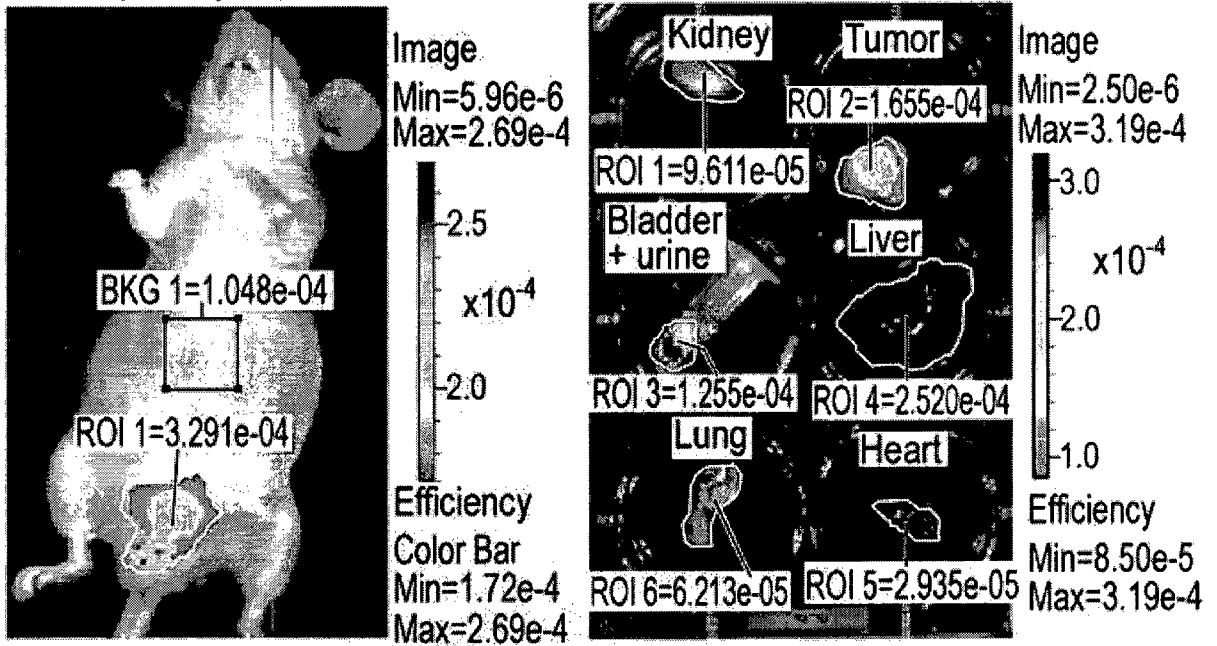 Image
Min=5.96e-6
Max=2.69e-4
2.5
x10-4
2.0
BKG 1=1.048e-04
ROI 1=3.291e-04
Efficiency
Color Bar
Min=1.72e-4
Max=2.69e-4
Kidney
Tumor
ROI 2=1.655e-04
ROI 1=9.611e-05
Bladder
+ urine
Liver
ROI 3=1.255e-04
ROI 4=2.520e-04
Lung
Heart
ROI 6=6.213e-05
ROI 5=2.935e-05
Image
Min=2.50e-6
Max=3.19e-4
3.0
x10-4
2.0
1.0
Efficiency
Min=8.50e-5
Max=3.19e-4